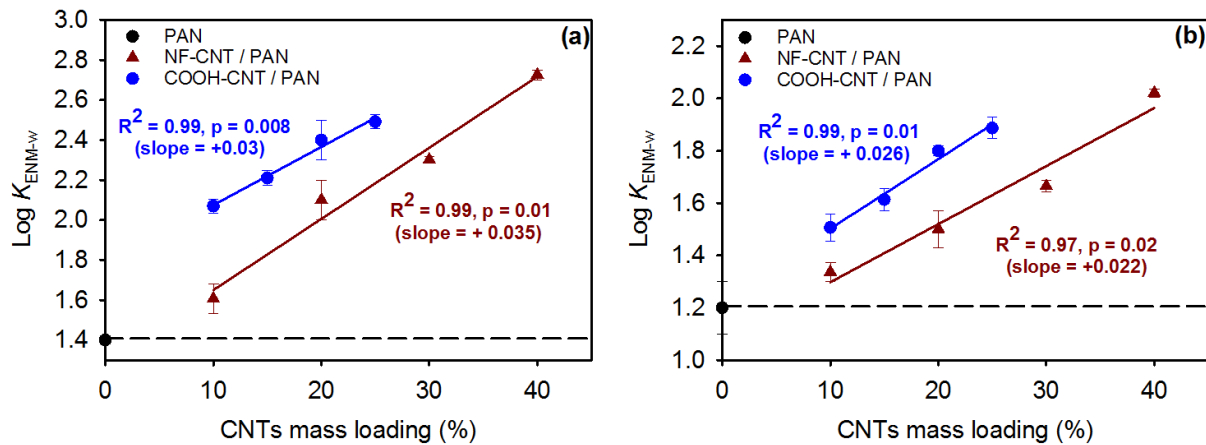 (a)
PAN
NF-CNT / PAN
COOH-CNT / PAN
R2 = 0.99, p = 0.008
(slope = +0.03)
R2 = 0.99, p = 0.01
(slope = + 0.035)
Log KENM-w
3.0
2.8
2.6
2.4
2.2
2.0
1.8
1.6
1.4
0
10
20
30
40
CNTs mass loading (%)
(b)
PAN
NF-CNT / PAN
COOH-CNT / PAN
R2 = 0.99, p = 0.01
(slope = + 0.026)
R2 = 0.97, p = 0.02
(slope = +0.022)
Log KENM-w
2.2
2.0
1.8
1.6
1.4
1.2
1.0
0
10
20
30
40
CNTs mass loading (%)